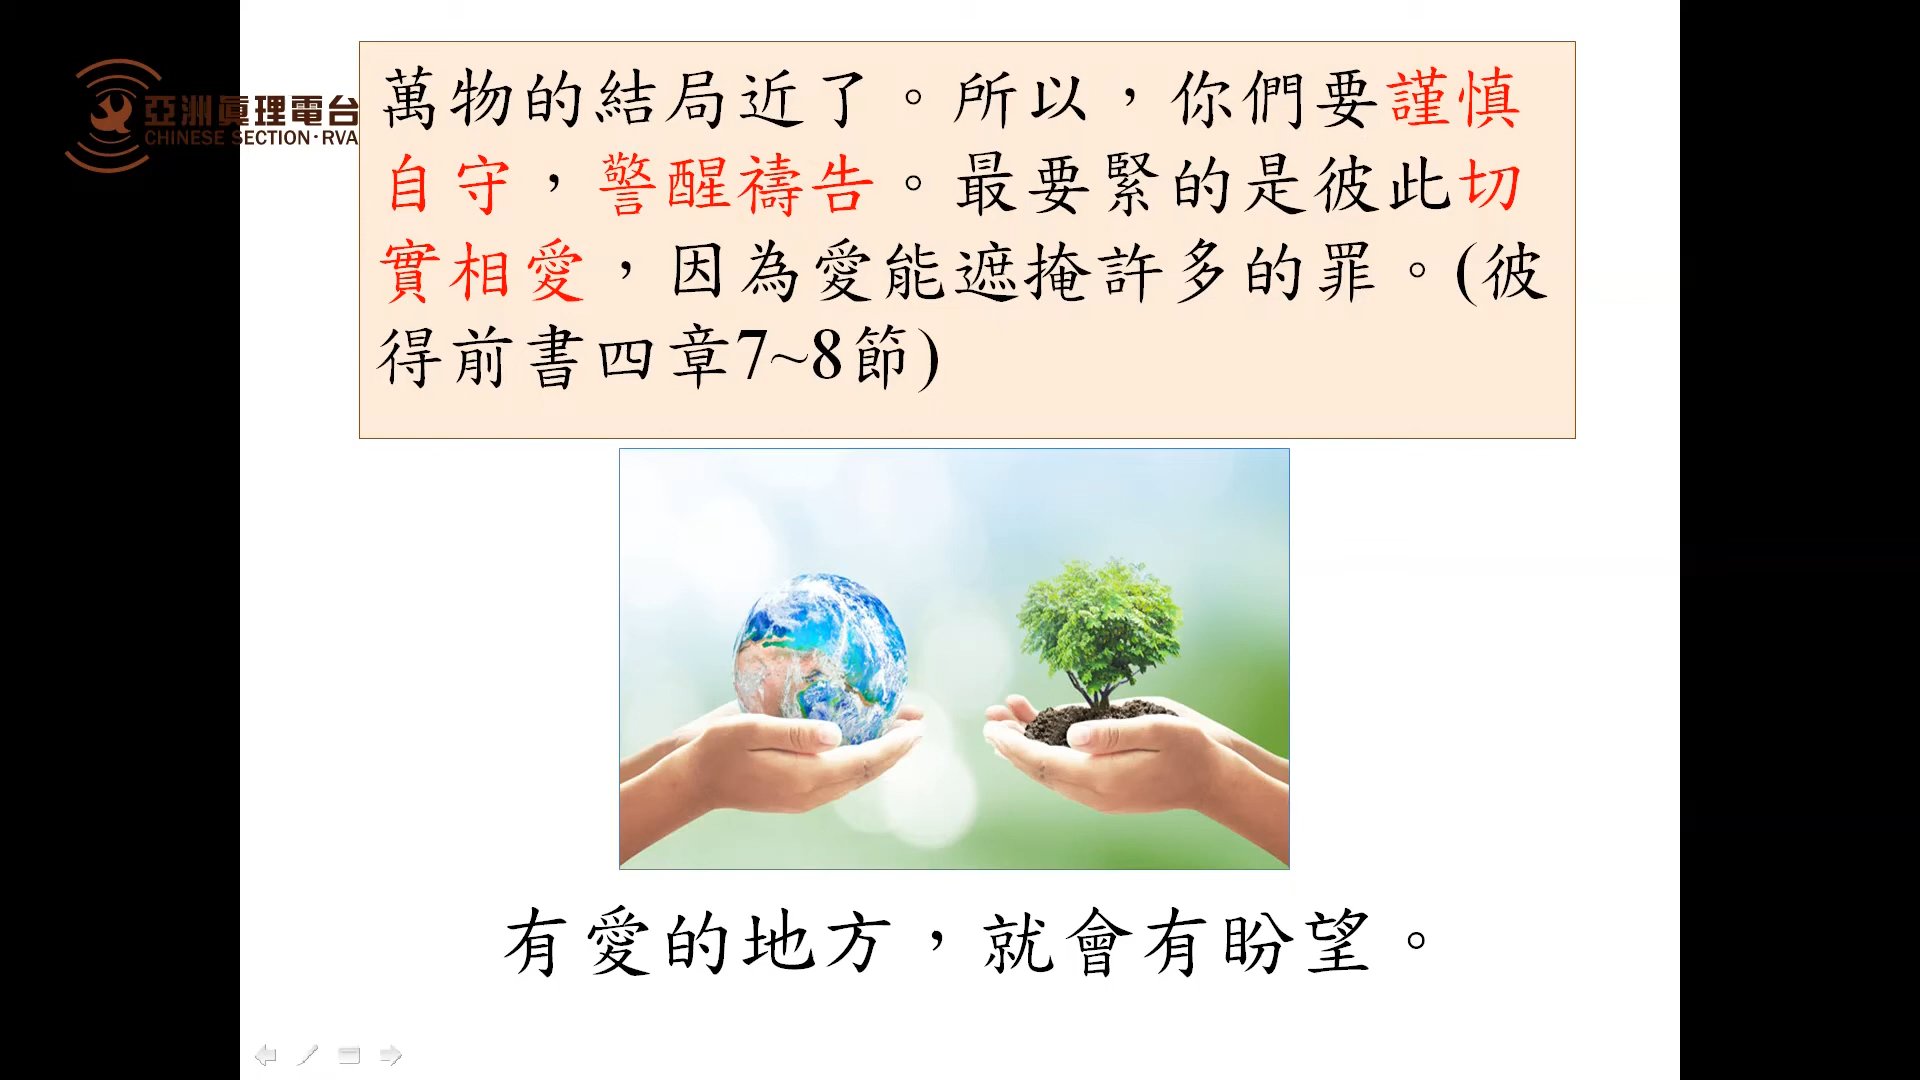 亞洲眞理電台
CHINESE SECTION·RVA
萬物的結局近了。所以，你們要謹慎
自守，警醒禱告。最要緊的是彼此切
實相愛，因為愛能遮掩許多的罪。(彼
得前書四章7~8節)
有愛的地方，就會有盼望。